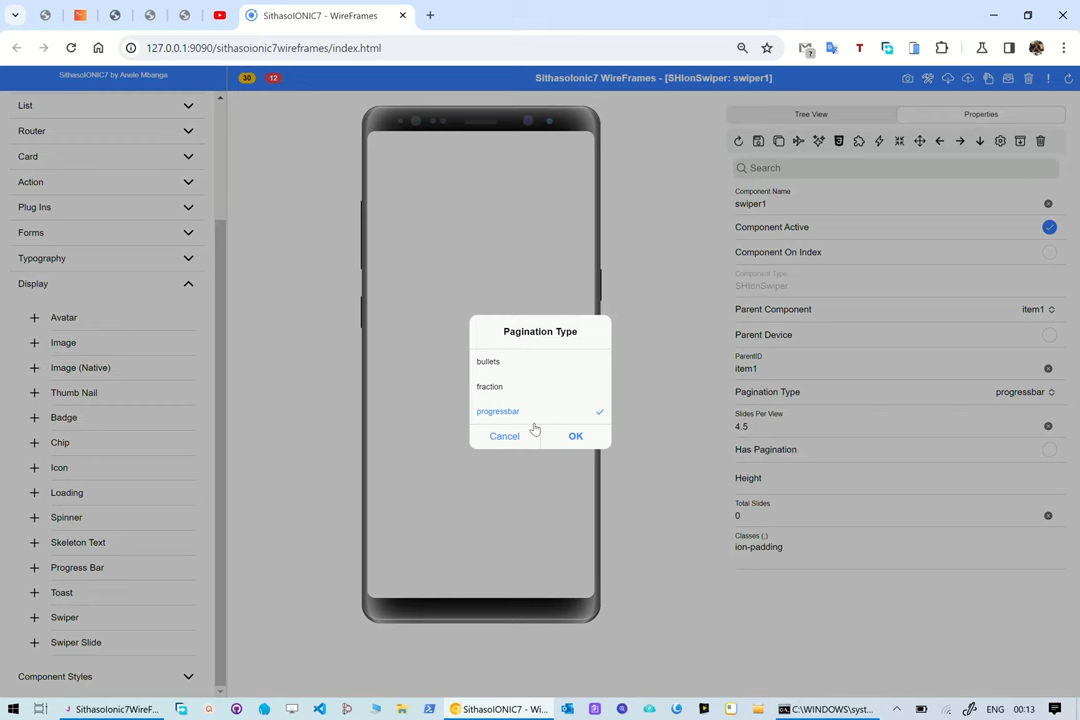 SithasoIONIC7 - WireFrames
127.0.0.1:9090/sithasoionic7wireframes/index.html
SithasoIONIC7 by Anele Mbanga
30
12
SithasoIonic7 WireFrames - [SHIonSwiper: swiper1]
List
Router
Card
Action
Plug Ins
Forms
Typography
Display
Avatar
Image
Image (Native)
Thumb Nail
Badge
Chip
Icon
Loading
Spinner
Skeleton Text
Progress Bar
Toast
Swiper
Swiper Slide
Component Styles
Pagination Type
bullets
fraction
progressbar
Cancel
OK
Tree View
Properties
Search
Component Name
swiper1
Component Active
Component On Index
Component Type
SHIonSwiper
Parent Component
item1
Parent Device
ParentID
item1
Pagination Type
progressbar
Slides Per View
4.5
Has Pagination
Height
Total Slides
0
Classes (,)
ion-padding
SithasoIonic7WireF...
SithasoIONIC7 - Wi...
C:\WINDOWS\syst...
ENG
00:13